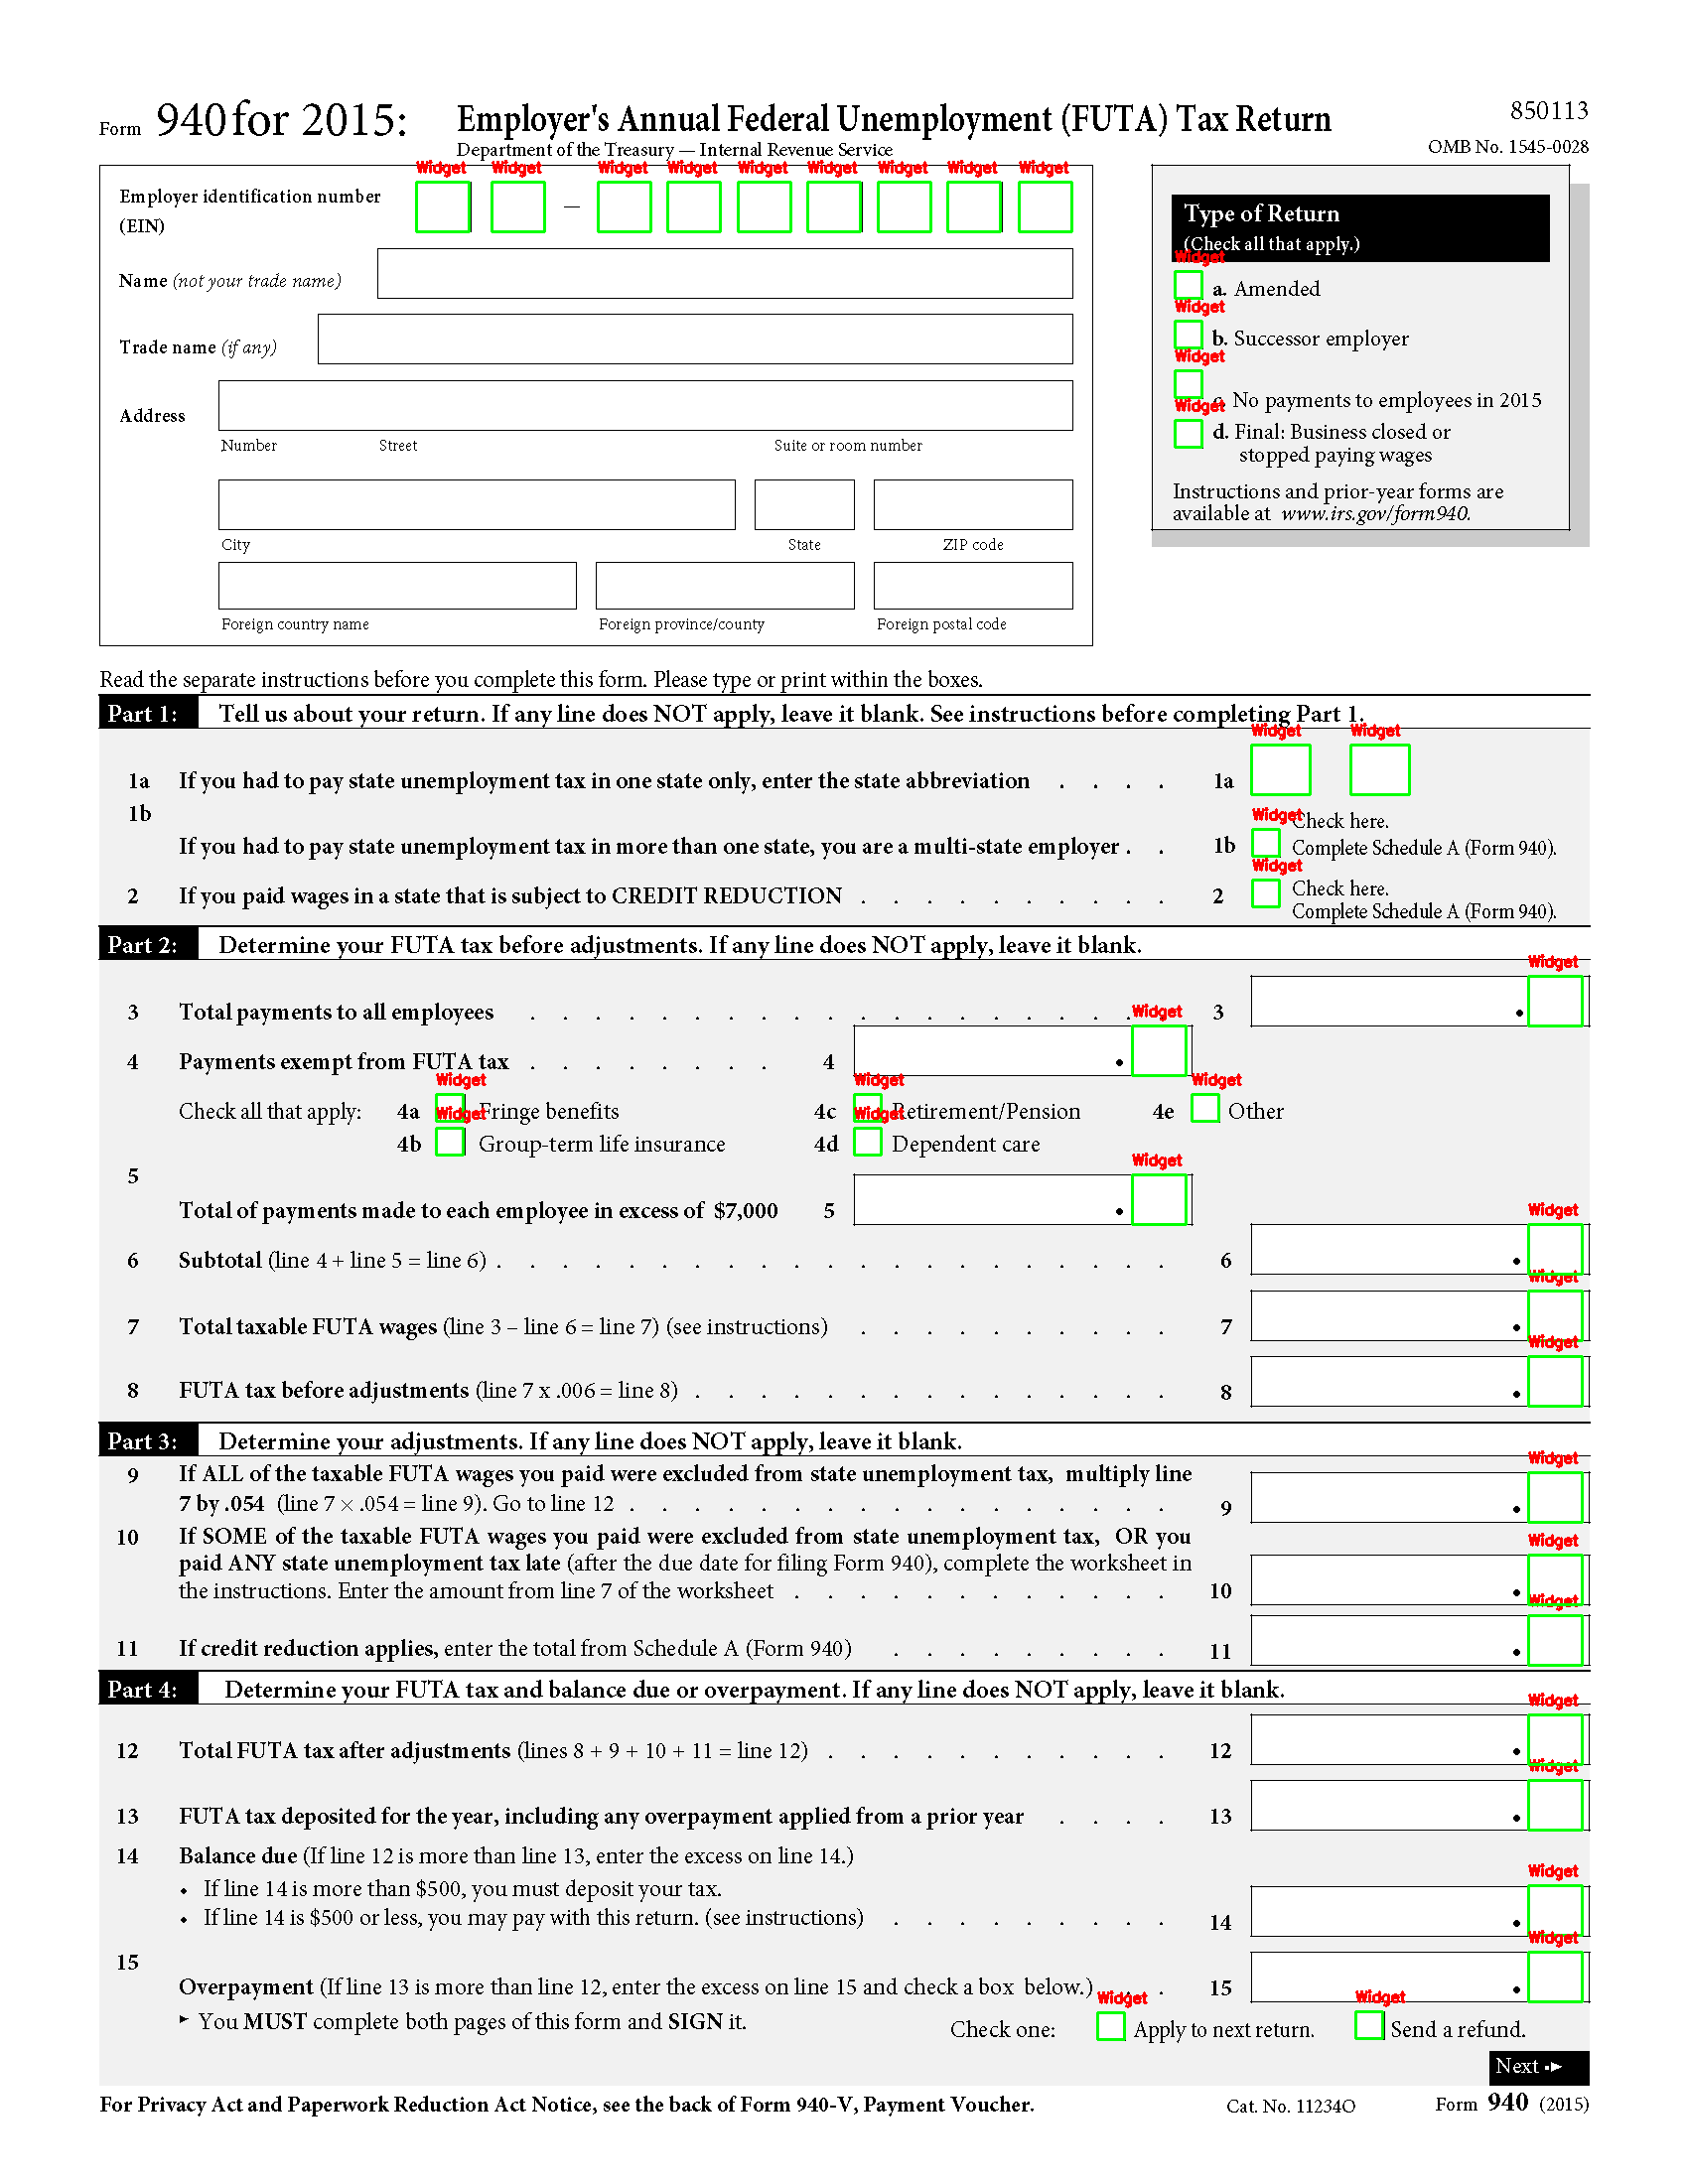 Form 940 for 2015: Employer's Annual Federal Unemployment (FUTA) Tax Return
850113
Department of the Treasury — Internal Revenue Service
OMB No. 1545-0028
Widget Widget Widget Widget Widget Widget Widget Widget Widget
Employer identification number
(EIN)
—
Name (not your trade name)
Trade name (if any)
Address
Number Street Suite or room number
City State ZIP code
Foreign country name Foreign province/county Foreign postal code
Type of Return
(Check all that apply.)
Widget
a. Amended
Widget
b. Successor employer
Widget
c. No payments to employees in 2015
Widget
d. Final: Business closed or
stopped paying wages
Instructions and prior-year forms are
available at www.irs.gov/form940.
Read the separate instructions before you complete this form. Please type or print within the boxes.
Part 1: Tell us about your return. If any line does NOT apply, leave it blank. See instructions before completing Part 1.
Widget Widget
1a If you had to pay state unemployment tax in one state only, enter the state abbreviation . . . . 1a
1b
Widget Check here.
If you had to pay state unemployment tax in more than one state, you are a multi-state employer . . 1b Complete Schedule A (Form 940).
Widget
2 If you paid wages in a state that is subject to CREDIT REDUCTION . . . . . . . . . . 2 Check here.
Complete Schedule A (Form 940).
Part 2: Determine your FUTA tax before adjustments. If any line does NOT apply, leave it blank.
Widget
3 Total payments to all employees . . . . . . . . . . . . . . . . . . . 3 .
Widget
4 Payments exempt from FUTA tax . . . . . . . . 4 .
Widget Widget Widget
Check all that apply: 4a Fringe benefits 4c Retirement/Pension 4e Other
Widget Widget
4b Group-term life insurance 4d Dependent care
Widget
5
Total of payments made to each employee in excess of $7,000 5 .
Widget
6 Subtotal (line 4 + line 5 = line 6) . . . . . . . . . . . . . . . . . . . . . 6 .
Widget
7 Total taxable FUTA wages (line 3 – line 6 = line 7) (see instructions) . . . . . . . . . . 7 .
Widget
8 FUTA tax before adjustments (line 7 x .006 = line 8) . . . . . . . . . . . . . . . 8 .
Part 3: Determine your adjustments. If any line does NOT apply, leave it blank.
Widget
9 If ALL of the taxable FUTA wages you paid were excluded from state unemployment tax, multiply line
7 by .054 (line 7 × .054 = line 9). Go to line 12 . . . . . . . . . . . . . . . . . 9 .
Widget
10 If SOME of the taxable FUTA wages you paid were excluded from state unemployment tax, OR you
paid ANY state unemployment tax late (after the due date for filing Form 940), complete the worksheet in
the instructions. Enter the amount from line 7 of the worksheet . . . . . . . . . . . . 10 .
Widget
11 If credit reduction applies, enter the total from Schedule A (Form 940) . . . . . . . . . 11 .
Part 4: Determine your FUTA tax and balance due or overpayment. If any line does NOT apply, leave it blank.
Widget
12 Total FUTA tax after adjustments (lines 8 + 9 + 10 + 11 = line 12) . . . . . . . . . . . 12 .
Widget
13 FUTA tax deposited for the year, including any overpayment applied from a prior year . . . . 13 .
14 Balance due (If line 12 is more than line 13, enter the excess on line 14.)
Widget
• If line 14 is more than $500, you must deposit your tax.
• If line 14 is $500 or less, you may pay with this return. (see instructions) . . . . . . . . . 14 .
Widget
15
Overpayment (If line 13 is more than line 12, enter the excess on line 15 and check a box below.) . . 15 .
Widget Widget
► You MUST complete both pages of this form and SIGN it.
Check one: Apply to next return. Send a refund.
Next
For Privacy Act and Paperwork Reduction Act Notice, see the back of Form 940-V, Payment Voucher. Cat. No. 11234O Form 940 (2015)